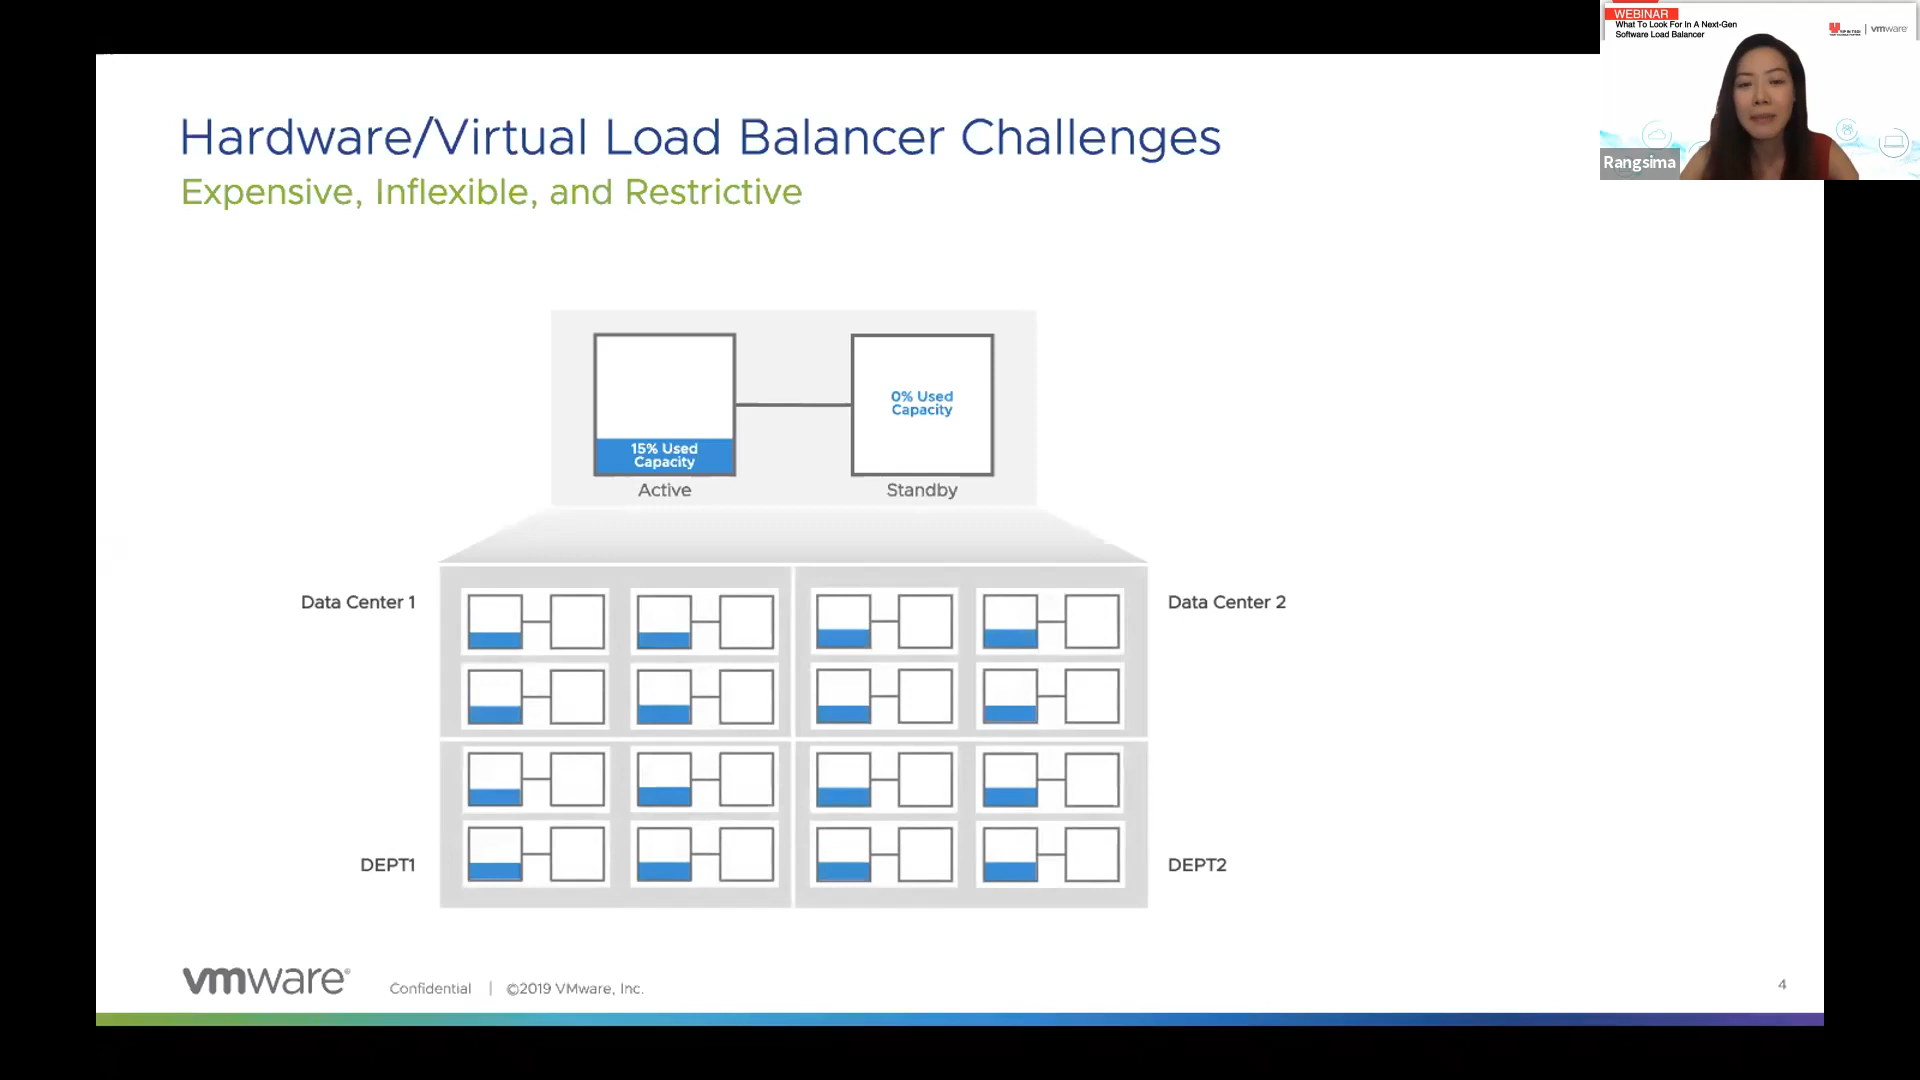 WEBINAR
What To Look For In A Next-Gen
Software Load Balancer
vmware
Rangsima
Hardware/Virtual Load Balancer Challenges
Expensive, Inflexible, and Restrictive
0% Used
Capacity
15% Used
Capacity
Active
Standby
Data Center 1
Data Center 2
DEPT1
DEPT2
vmware®
Confidential | ©2019 VMware, Inc.
4